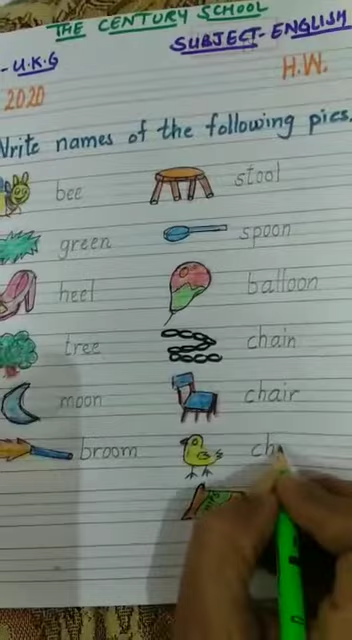 THE CENTURY SCHOOL
- U.K.G SUBJECT- ENGLISH
2020 H.W.
Write names of the following pics.
bee stool
green spoon
heel balloon
tree chain
moon chair
broom ch